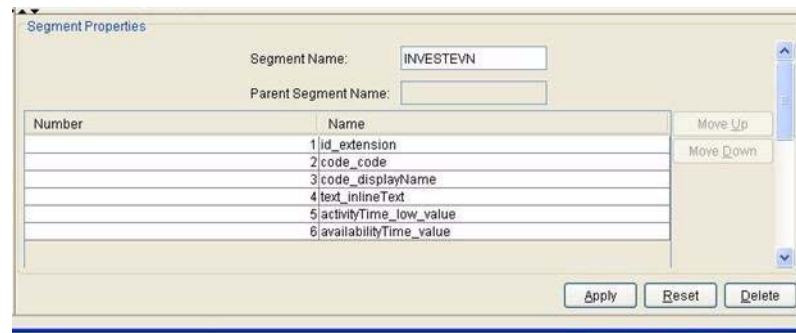 Segment Properties
Segment Name: INVESTEVN
Parent Segment Name:
Number Name Move Up
1 id_extension Move Down
2 code_code
3 code_displayName
4 text_inlineText
5 activityTime_low_value
6 availabilityTime_value
Apply Reset Delete